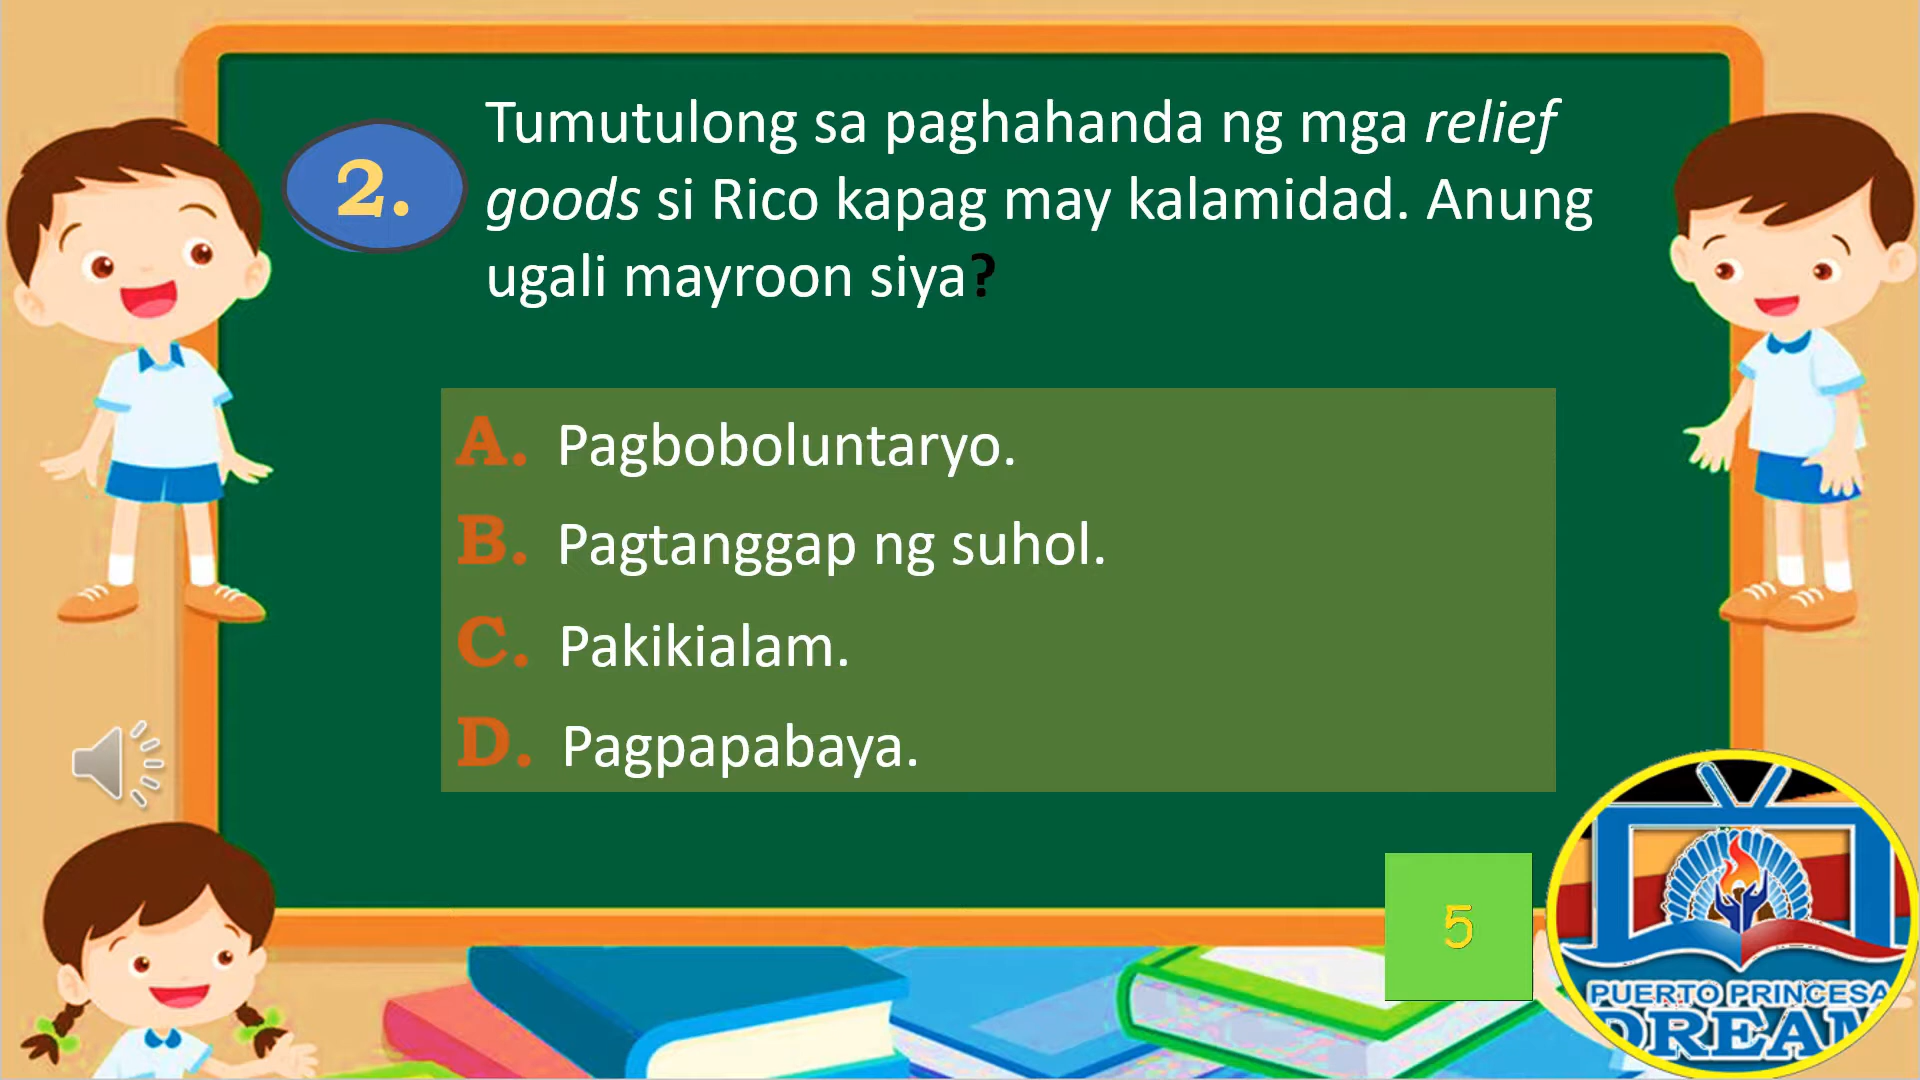 2.
Tumutulong sa paghahanda ng mga relief
goods si Rico kapag may kalamidad. Anung
ugali mayroon siya?
A. Pagboboluntaryo.
B. Pagtanggap ng suhol.
C. Pakikialam.
D. Pagpapabaya.
5
PUERTO PRINCESA
DREAM